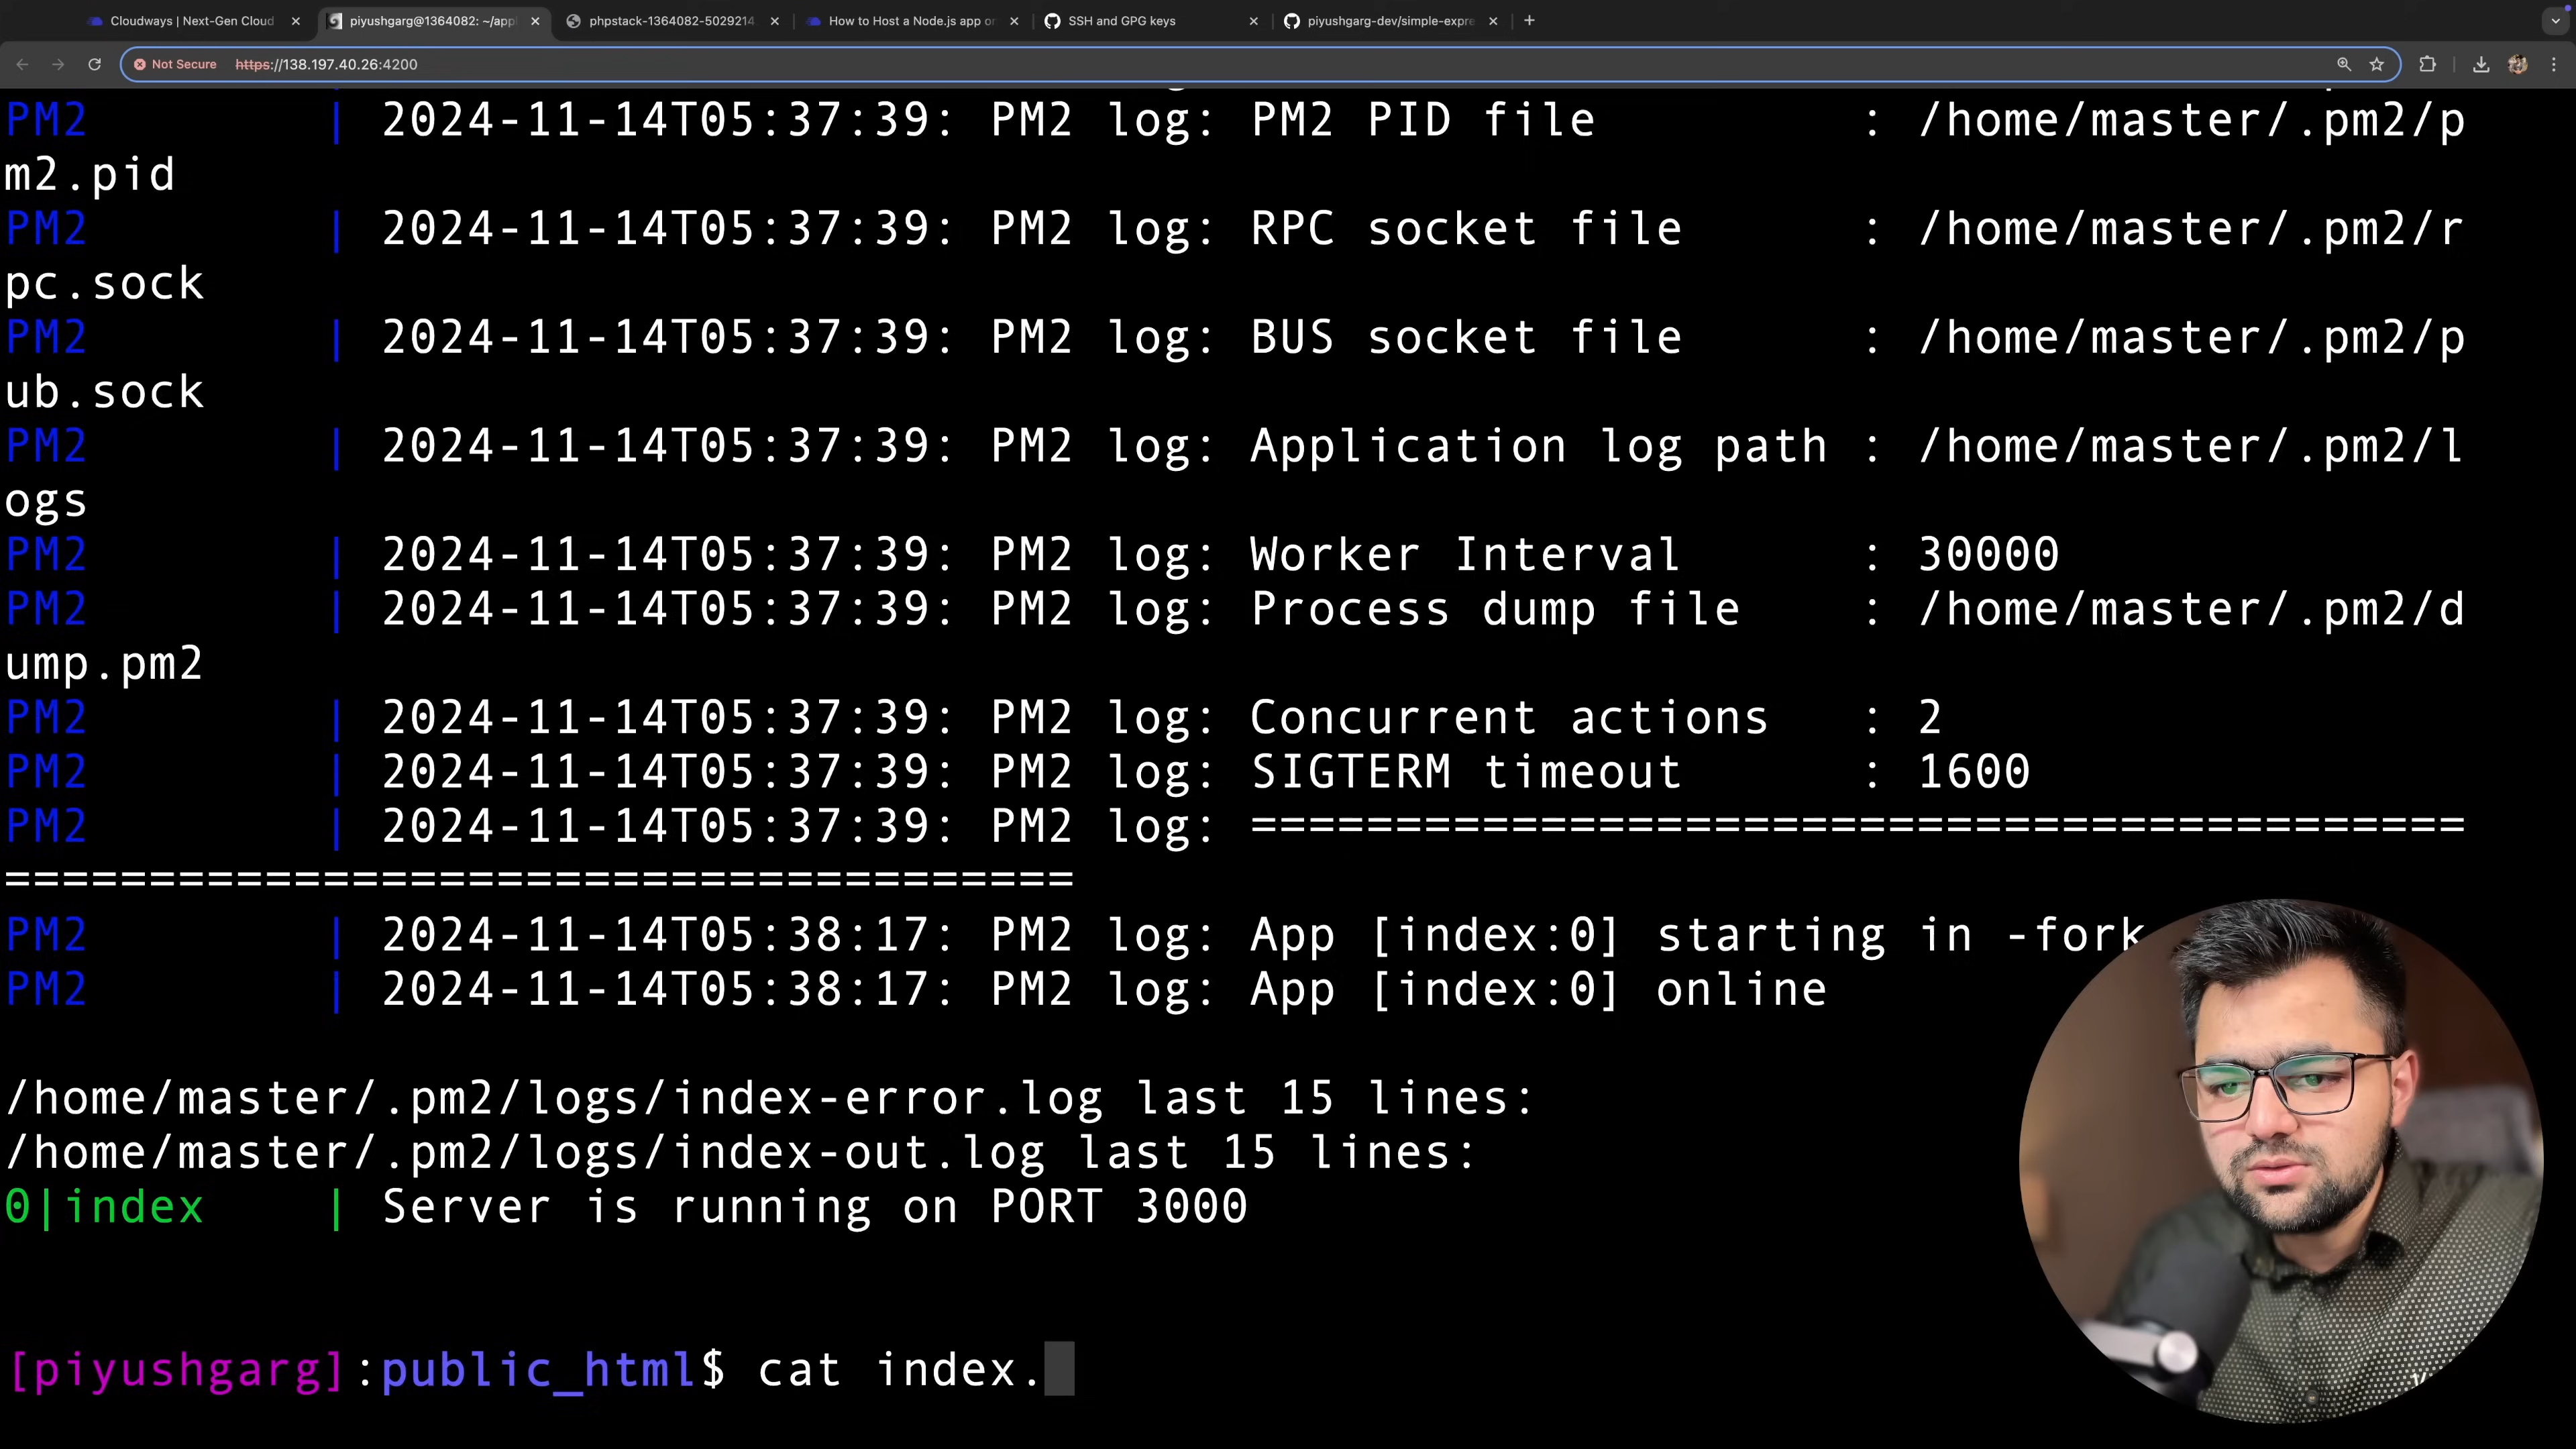 Cloudways | Next-Gen Cloud
piyushgarg@1364082: ~/appl
phpstack-1364082-5029214
How to Host a Node.js app on
SSH and GPG keys
piyushgarg-dev/simple-expre
Not Secure https://138.197.40.26:4200
PM2 | 2024-11-14T05:37:39: PM2 log: PM2 PID file : /home/master/.pm2/p
m2.pid
PM2 | 2024-11-14T05:37:39: PM2 log: RPC socket file : /home/master/.pm2/r
pc.sock
PM2 | 2024-11-14T05:37:39: PM2 log: BUS socket file : /home/master/.pm2/p
ub.sock
PM2 | 2024-11-14T05:37:39: PM2 log: Application log path : /home/master/.pm2/l
ogs
PM2 | 2024-11-14T05:37:39: PM2 log: Worker Interval : 30000
PM2 | 2024-11-14T05:37:39: PM2 log: Process dump file : /home/master/.pm2/d
ump.pm2
PM2 | 2024-11-14T05:37:39: PM2 log: Concurrent actions : 2
PM2 | 2024-11-14T05:37:39: PM2 log: SIGTERM timeout : 1600
PM2 | 2024-11-14T05:37:39: PM2 log: ==========================================
=====================================
PM2 | 2024-11-14T05:38:17: PM2 log: App [index:0] starting in -fork
PM2 | 2024-11-14T05:38:17: PM2 log: App [index:0] online
/home/master/.pm2/logs/index-error.log last 15 lines:
/home/master/.pm2/logs/index-out.log last 15 lines:
0|index | Server is running on PORT 3000
[piyushgarg]:public_html$ cat index.